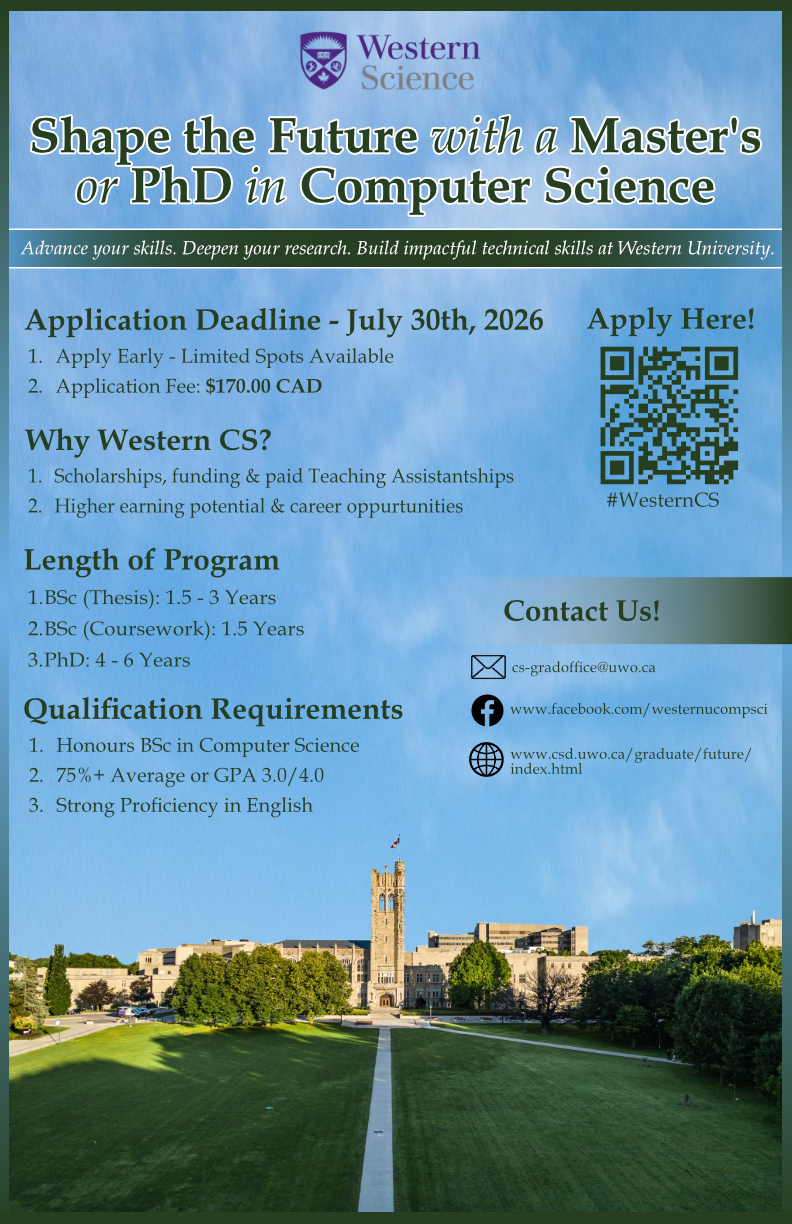 Western
Science
Shape the Future with a Master's
or PhD in Computer Science
Advance your skills. Deepen your research. Build impactful technical skills at Western University.
Application Deadline - July 30th, 2026
1. Apply Early - Limited Spots Available
2. Application Fee: $170.00 CAD
Apply Here!
#WesternCS
Why Western CS?
1. Scholarships, funding & paid Teaching Assistantships
2. Higher earning potential & career oppurtunities
Length of Program
1.BSc (Thesis): 1.5 - 3 Years
2.BSc (Coursework): 1.5 Years
3.PhD: 4 - 6 Years
Qualification Requirements
1. Honours BSc in Computer Science
2. 75%+ Average or GPA 3.0/4.0
3. Strong Proficiency in English
Contact Us!
cs-gradoffice@uwo.ca
www.facebook.com/westernucompsci
www.csd.uwo.ca/graduate/future/
index.html